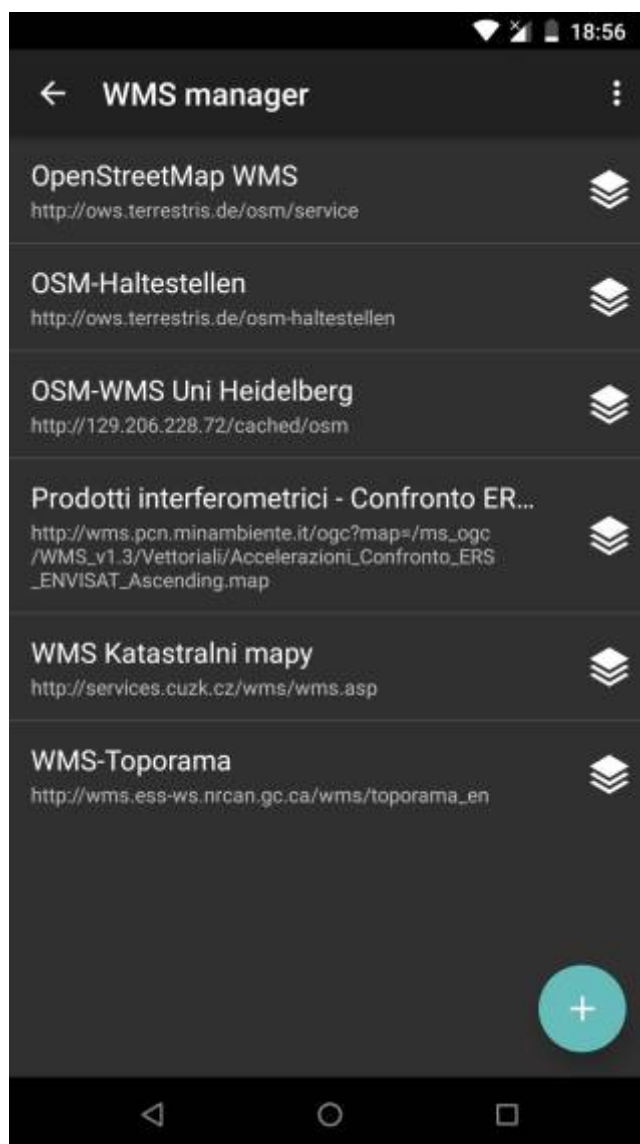 18:56
WMS manager
OpenStreetMap WMS
http://ows.terrestris.de/osm/service
OSM-Haltestellen
http://ows.terrestris.de/osm-haltestellen
OSM-WMS Uni Heidelberg
http://129.206.228.72/cached/osm
Prodotti interferometrici - Confronto ER...
http://wms.pcn.minambiente.it/ogc?map=/ms_ogc
/WMS_v1.3/Vettoriali/Accelerazioni_Confronto_ERS
_ENVISAT_Ascending.map
WMS Katastralni mapy
http://services.cuzk.cz/wms/wms.asp
WMS-Toporama
http://wms.ess-ws.nrcan.gc.ca/wms/toporama_en